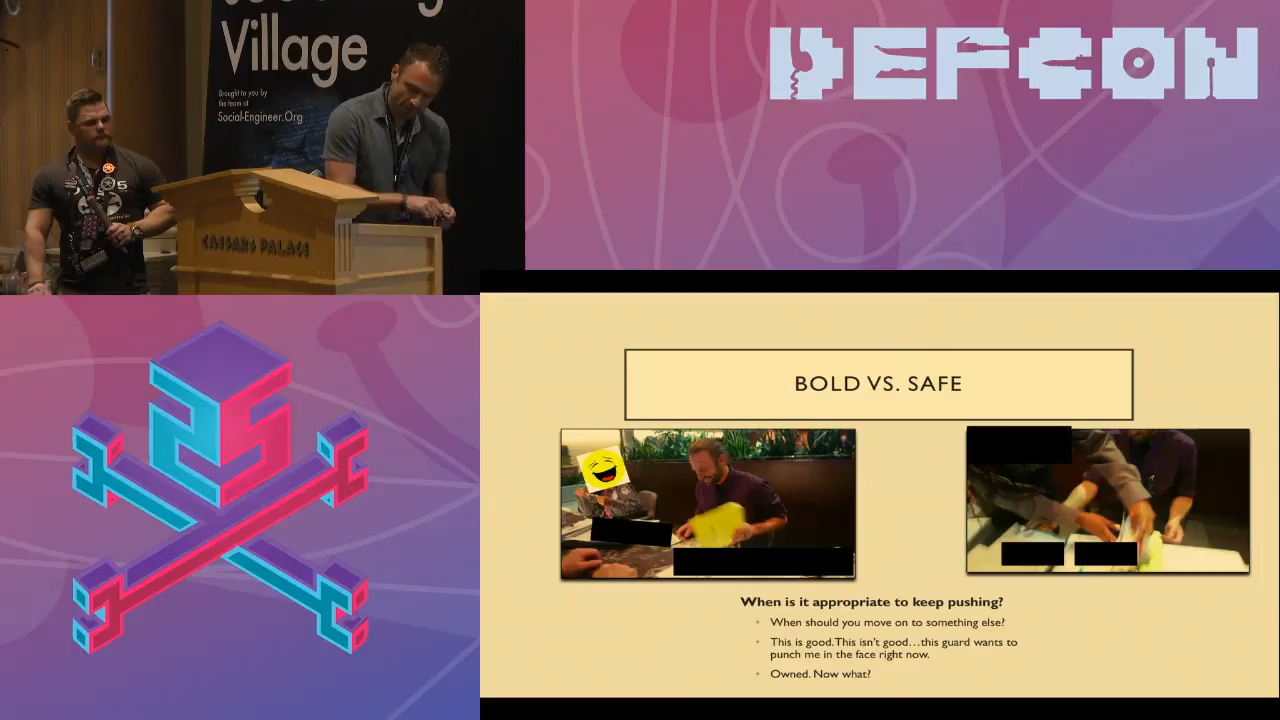 Village
Brought to you by
the team of
Social-Engineer.Org
CAESARS PALACE
DEFCON
BOLD VS. SAFE
When is it appropriate to keep pushing?
When should you move on to something else?
This is good. This isn't good...this guard wants to
punch me in the face right now.
Owned. Now what?